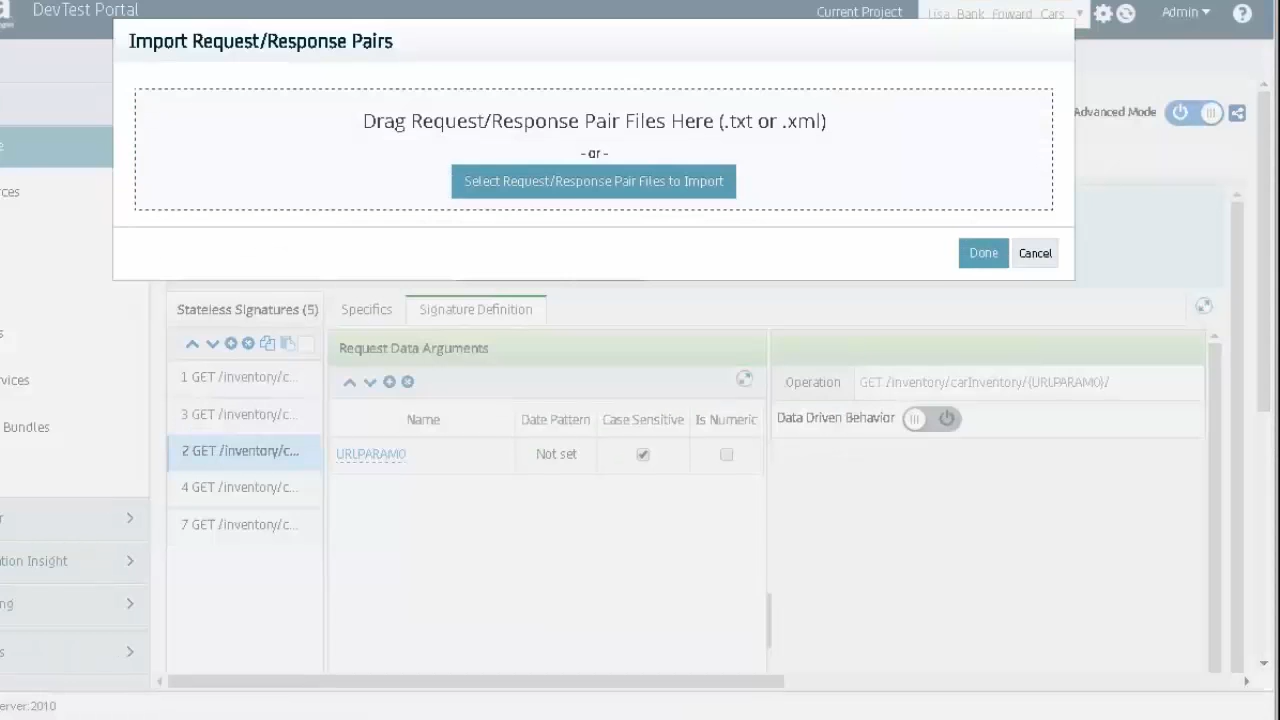 DevTest Portal
Current Project
Lisa_Bank_Foward_Cars
Admin
?
Import Request/Response Pairs
Drag Request/Response Pair Files Here (.txt or .xml)
- or -
Select Request/Response Pair Files to Import
Done
Cancel
Advanced Mode
Stateless Signatures (5)
Specifics
Signature Definition
1 GET /inventory/c...
3 GET /inventory/c...
2 GET /inventory/c...
4 GET /inventory/c...
7 GET /inventory/c...
Request Data Arguments
Name
Date Pattern
Case Sensitive
Is Numeric
URLPARAM0
Not set
Operation
GET /inventory/carInventory/{URLPARAM0}/
Data Driven Behavior
rces
rvices
Bundles
tion Insight
erver:2010